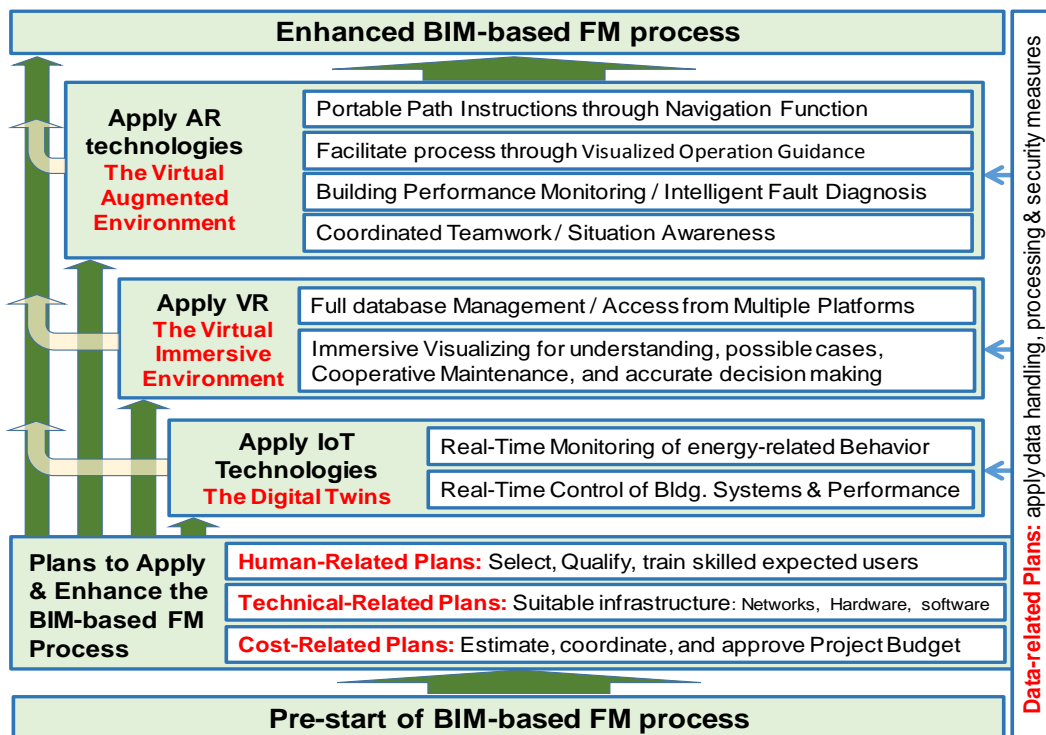 Enhanced BIM-based FM process
Apply AR
technologies
The Virtual
Augmented
Environment
Portable Path Instructions through Navigation Function
Facilitate process through Visualized Operation Guidance
Building Performance Monitoring / Intelligent Fault Diagnosis
Coordinated Teamwork / Situation Awareness
Apply VR
The Virtual
Immersive
Environment
Full database Management / Access from Multiple Platforms
Immersive Visualizing for understanding, possible cases,
Cooperative Maintenance, and accurate decision making
Apply IoT
Technologies
The Digital Twins
Real-Time Monitoring of energy-related Behavior
Real-Time Control of Bldg. Systems & Performance
Plans to Apply
& Enhance the
BIM-based FM
Process
Human-Related Plans: Select, Qualify, train skilled expected users
Technical-Related Plans: Suitable infrastructure: Networks, Hardware, software
Cost-Related Plans: Estimate, coordinate, and approve Project Budget
Pre-start of BIM-based FM process
Data-related Plans: apply data handling, processing & security measures